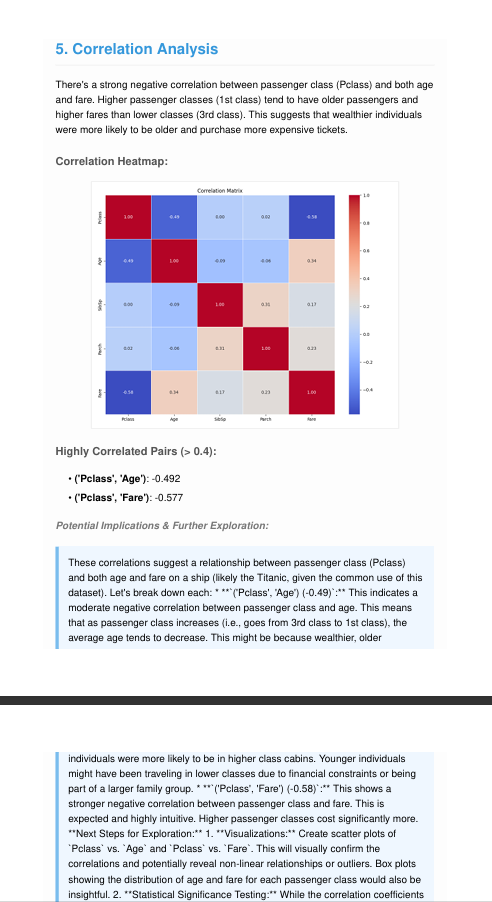 5. Correlation Analysis
There's a strong negative correlation between passenger class (Pclass) and both age
and fare. Higher passenger classes (1st class) tend to have older passengers and
higher fares than lower classes (3rd class). This suggests that wealthier individuals
were more likely to be older and purchase more expensive tickets.
Correlation Heatmap:
Correlation Matrix
Pclass 1.00 -0.49 0.00 0.02 -0.58
Age -0.49 1.00 -0.09 -0.06 0.34
SibSp 0.00 -0.09 1.00 0.31 0.17
Parch 0.02 -0.06 0.31 1.00 0.23
Fare -0.58 0.34 0.17 0.23 1.00
Pclass Age SibSp Parch Fare
1.0
0.8
0.6
0.4
0.2
0.0
−0.2
−0.4
Highly Correlated Pairs (> 0.4):
• ('Pclass', 'Age'): -0.492
• ('Pclass', 'Fare'): -0.577
Potential Implications & Further Exploration:
These correlations suggest a relationship between passenger class (Pclass)
and both age and fare on a ship (likely the Titanic, given the common use of this
dataset). Let's break down each: * **`('Pclass', 'Age') (-0.49)`:** This indicates a
moderate negative correlation between passenger class and age. This means
that as passenger class increases (i.e., goes from 3rd class to 1st class), the
average age tends to decrease. This might be because wealthier, older
individuals were more likely to be in higher class cabins. Younger individuals
might have been traveling in lower classes due to financial constraints or being
part of a larger family group. * **`('Pclass', 'Fare') (-0.58)`:** This shows a
stronger negative correlation between passenger class and fare. This is
expected and highly intuitive. Higher passenger classes cost significantly more.
**Next Steps for Exploration:** 1. **Visualizations:** Create scatter plots of
`Pclass` vs. `Age` and `Pclass` vs. `Fare`. This will visually confirm the
correlations and potentially reveal non-linear relationships or outliers. Box plots
showing the distribution of age and fare for each passenger class would also be
insightful. 2. **Statistical Significance Testing:** While the correlation coefficients